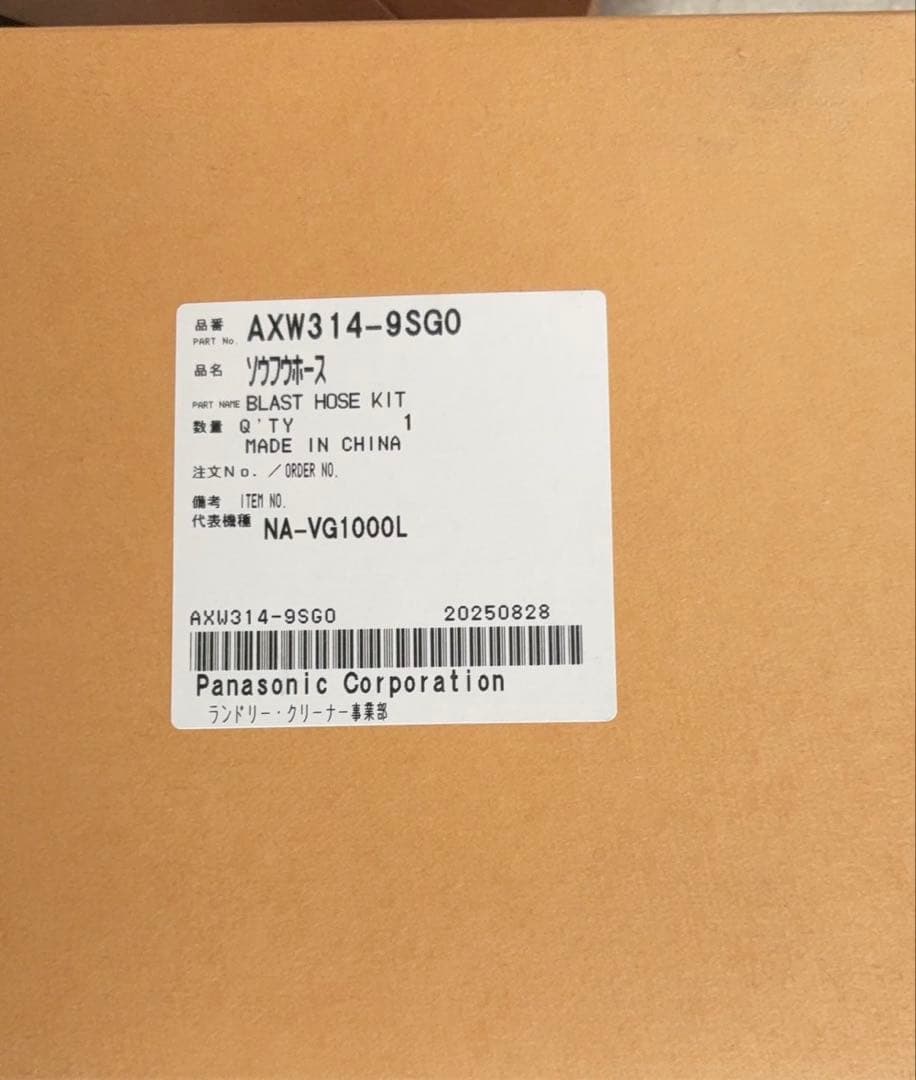 品番 PART No. AXW314-9SG0
品名 ソウフウホース
PART NAME BLAST HOSE KIT
数量 Q'TY 1
MADE IN CHINA
注文No.／ORDER NO.
備考 ITEM NO.
代表機種 NA-VG1000L
AXW314-9SG0 20250828
Panasonic Corporation
ランドリー・クリーナー事業部